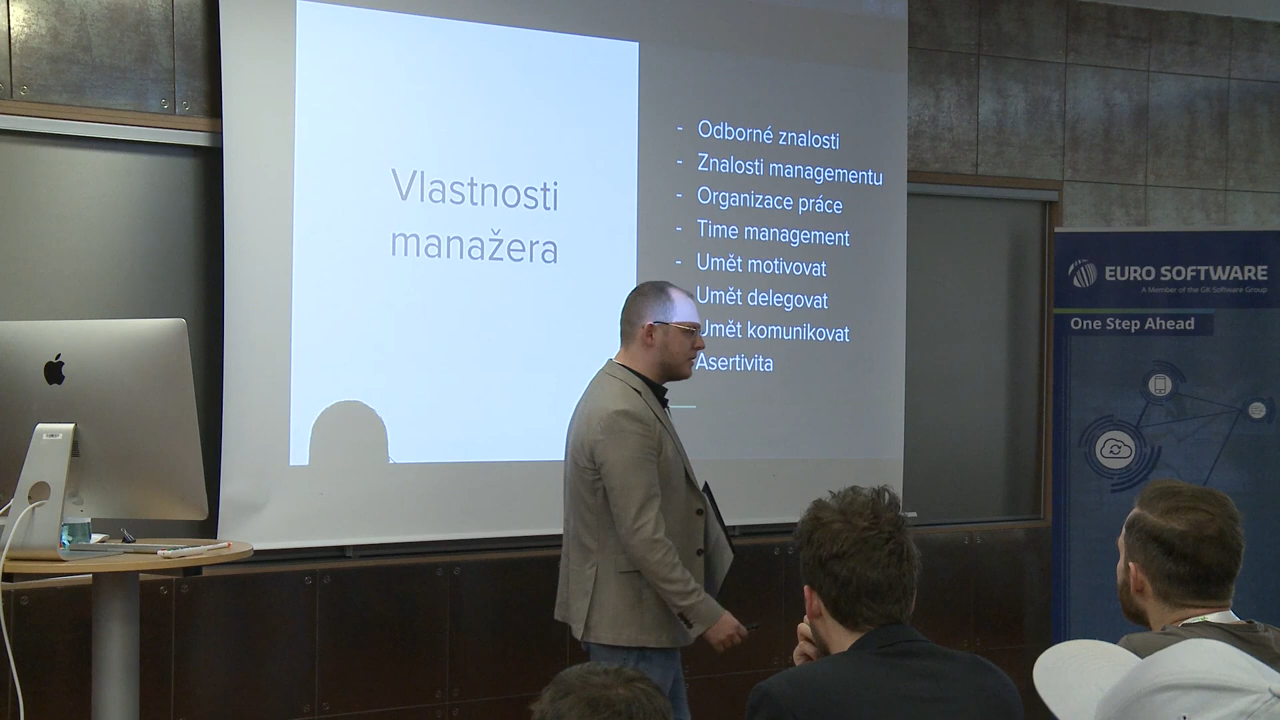 Vlastnosti
manažera
- Odborné znalosti
- Znalosti managementu
- Organizace práce
- Time management
- Umět motivovat
Umět delegovat
Umět komunikovat
Asertivita
EURO SOFTWARE
A Member of the GK Software Group
One Step Ahead